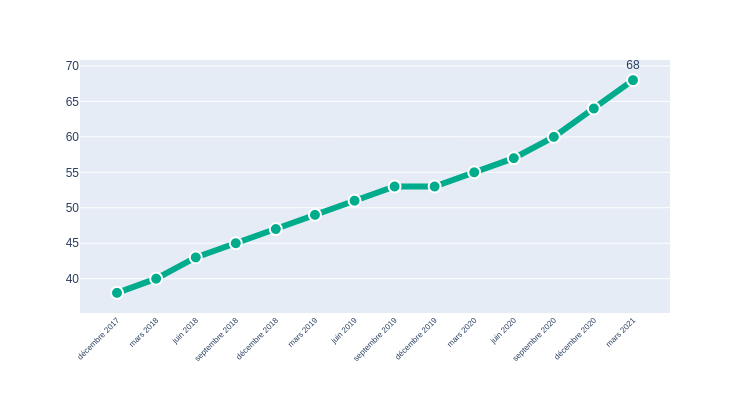 68
70
65
60
55
50
45
40
décembre 2017
mars 2018
juin 2018
septembre 2018
décembre 2018
mars 2019
juin 2019
septembre 2019
décembre 2019
mars 2020
juin 2020
septembre 2020
décembre 2020
mars 2021